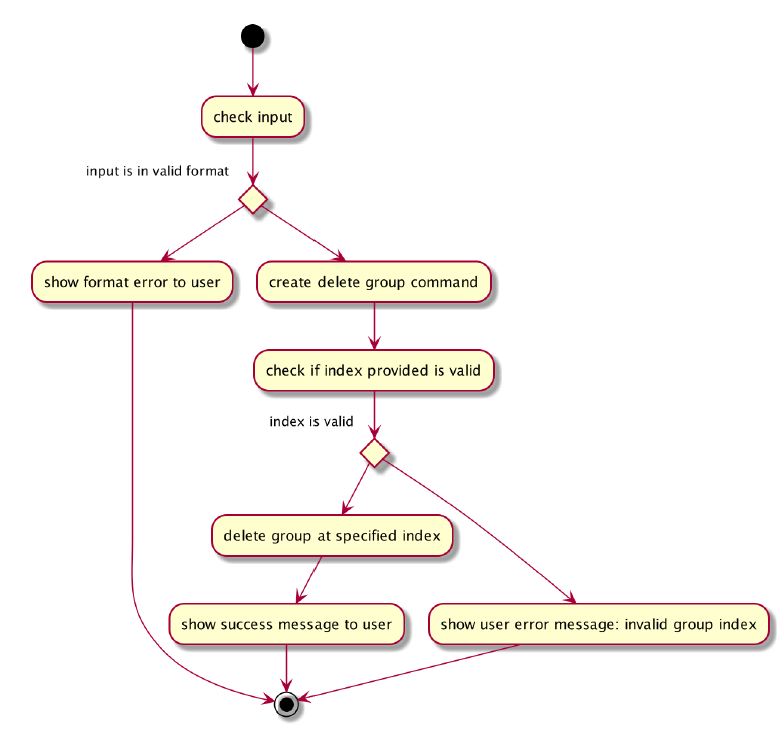 check input
input is in valid format
show format error to user
create delete group command
check if index provided is valid
index is valid
delete group at specified index
show success message to user
show user error message: invalid group index